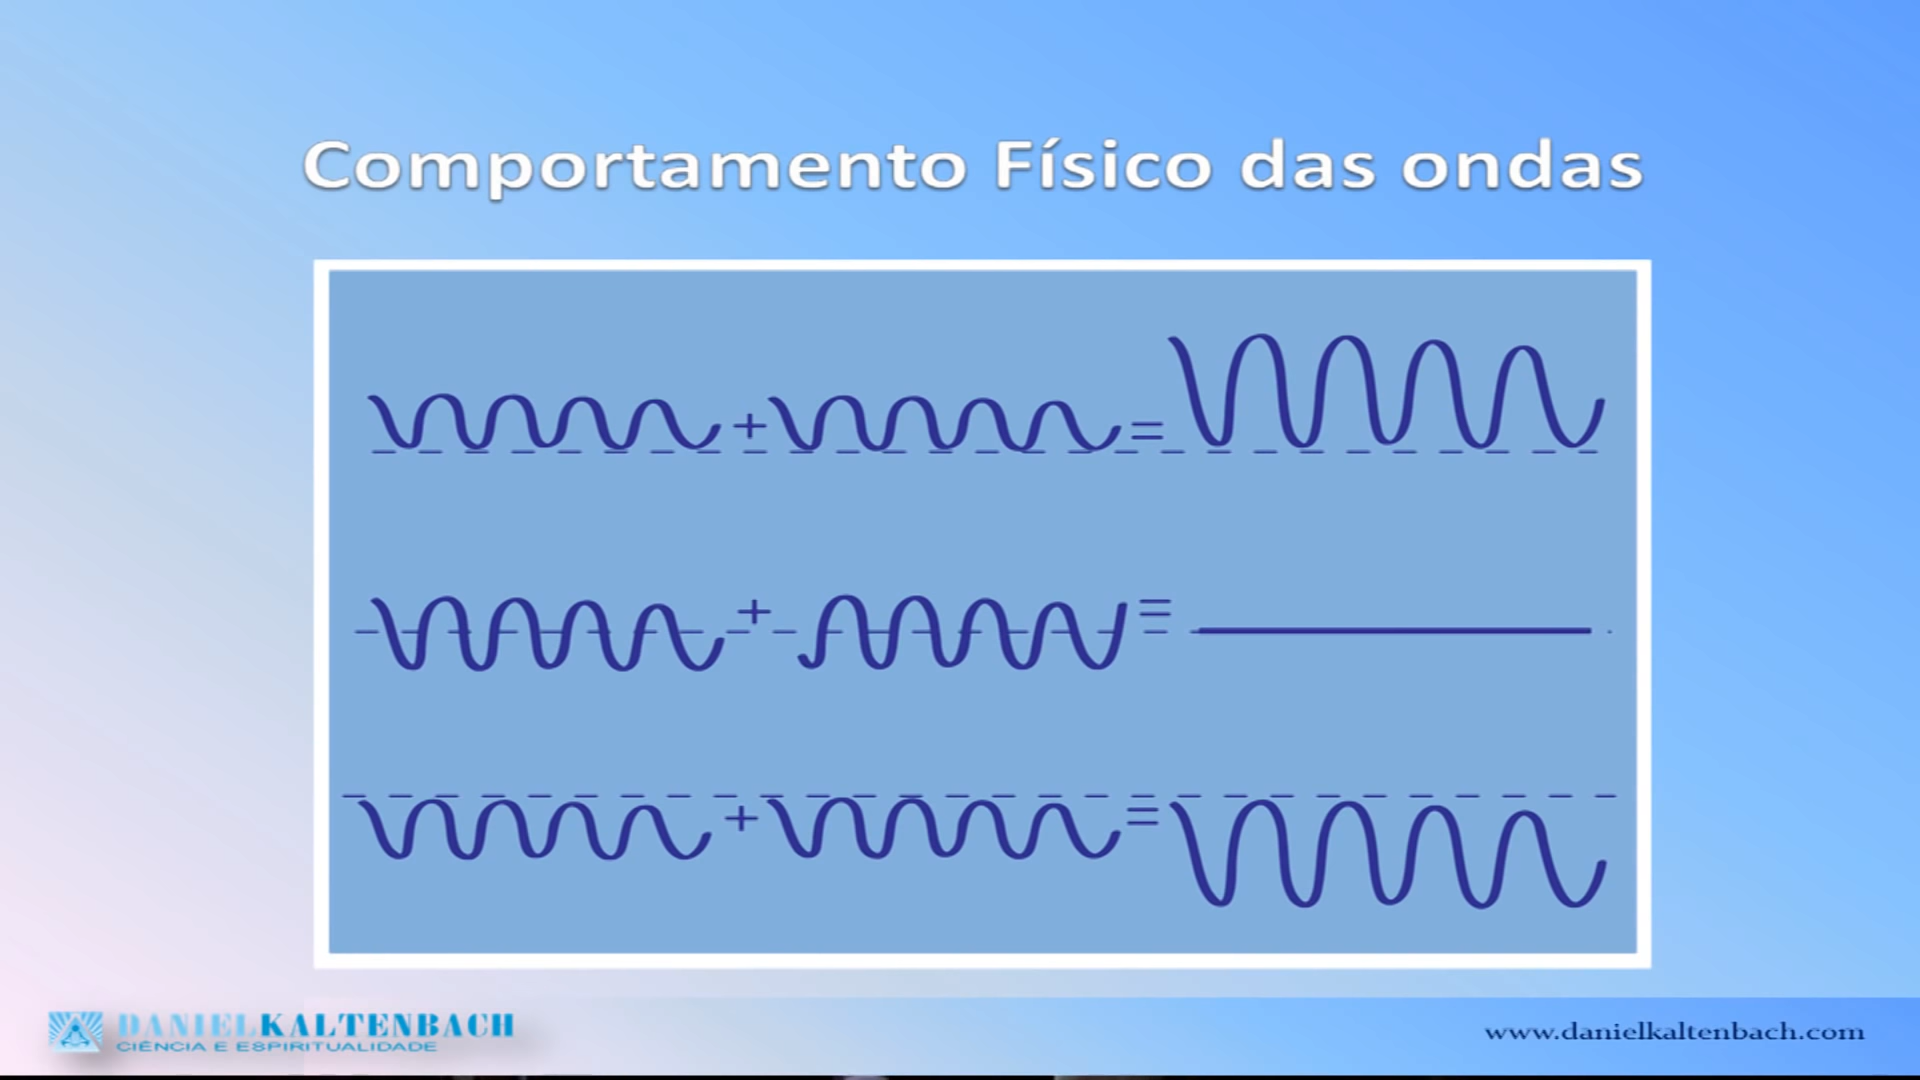 Comportamento Físico das ondas
+ =
+ =
+ =
DANIELKALTENBACH
CIÊNCIA E ESPIRITUALIDADE
www.danielkaltenbach.com